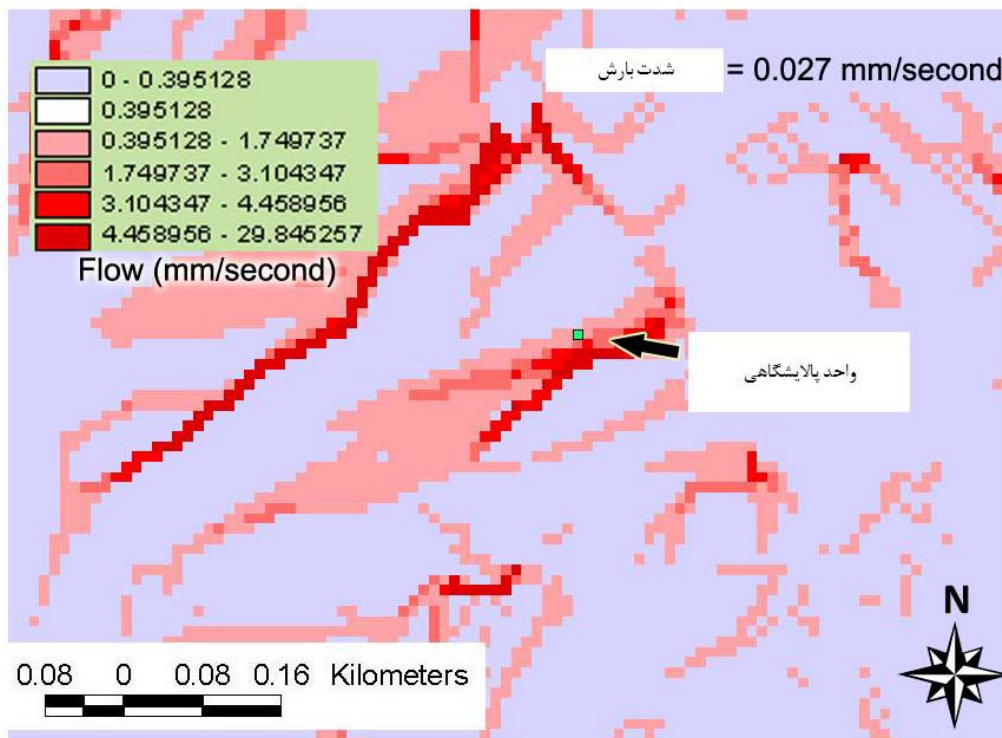 شدت بارش = 0.027 mm/second
0 - 0.395128
0.395128
0.395128 - 1.749737
1.749737 - 3.104347
3.104347 - 4.458956
4.458956 - 29.845257
Flow (mm/second)
واحد پالایشگاهی
N
0.08 0 0.08 0.16 Kilometers